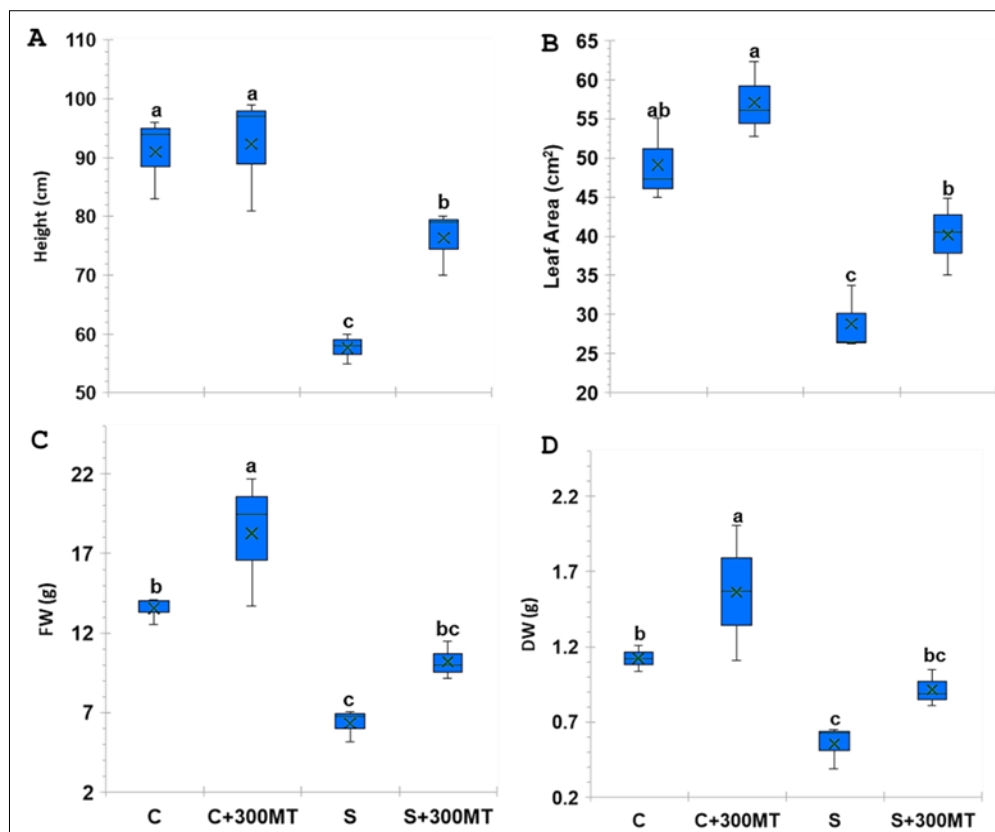 A
110
100
90
80
70
60
50
Height (cm)
a
a
c
b
B
65
60
55
50
45
40
35
30
25
20
Leaf Area (cm²)
ab
a
c
b
C
22
17
12
7
2
FW (g)
b
a
c
bc
C C+300MT S S+300MT
D
2.2
1.7
1.2
0.7
0.2
DW (g)
b
a
c
bc
C C+300MT S S+300MT